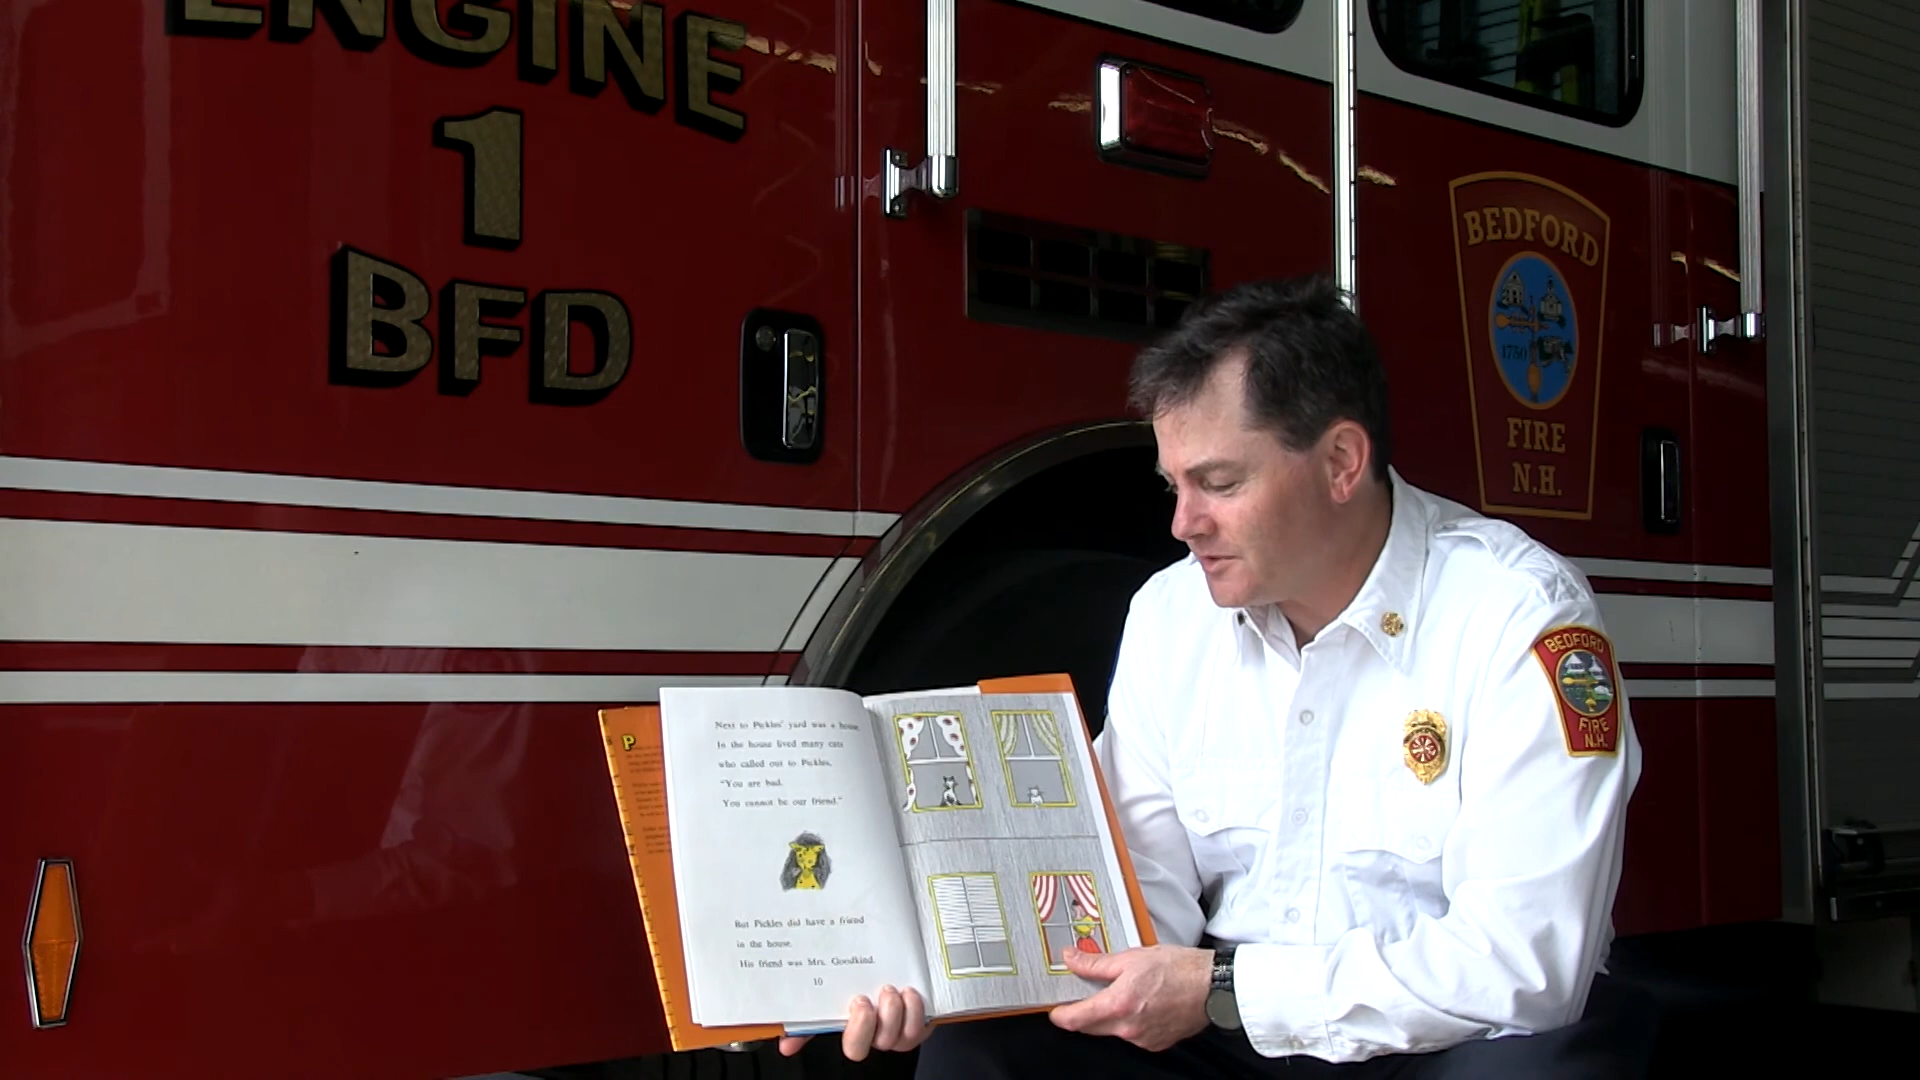 ENGINE
1
BFD
BEDFORD
1750
FIRE
N.H.
BEDFORD
FIRE
N.H.
P
Next to Pickles' yard was a house.
In the house lived many cats
who called out to Pickles,
"You are bad.
You cannot be our friend."
But Pickles did have a friend
in the house.
His friend was Mrs. Goodkind.
10